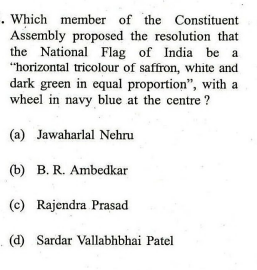 . Which member of the Constituent
Assembly proposed the resolution that
the National Flag of India be a
“horizontal tricolour of saffron, white and
dark green in equal proportion”, with a
wheel in navy blue at the centre ?
(a) Jawaharlal Nehru
(b) B. R. Ambedkar
(c) Rajendra Prasad
(d) Sardar Vallabhbhai Patel